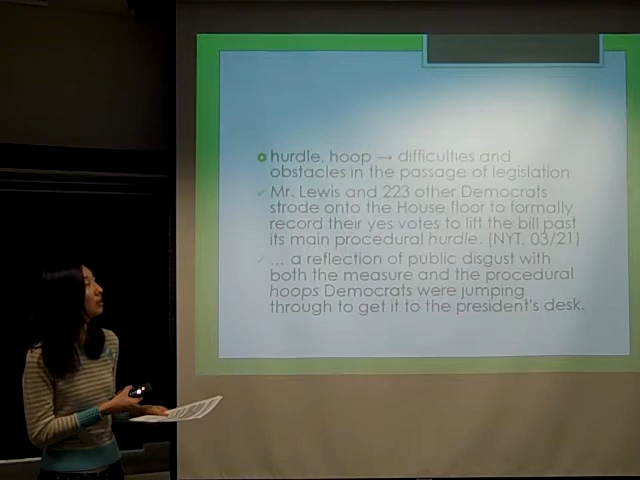 hurdle, hoop → difficulties and
obstacles in the passage of legislation
Mr. Lewis and 223 other Democrats
strode onto the House floor to formally
record their yes votes to lift the bill past
its main procedural hurdle. (NYT, 03/21)
... a reflection of public disgust with
both the measure and the procedural
hoops Democrats were jumping
through to get it to the president's desk.